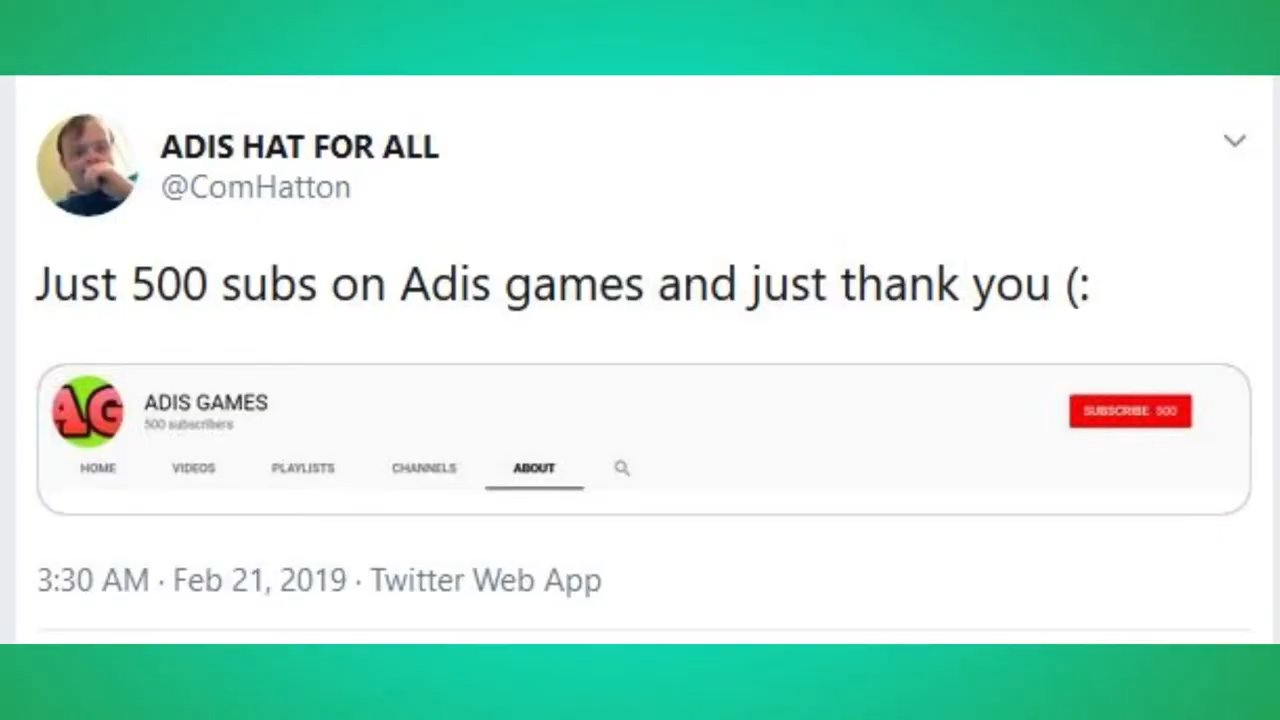 ADIS HAT FOR ALL
@ComHatton
Just 500 subs on Adis games and just thank you (:
AG
ADIS GAMES
500 subscribers
SUBSCRIBE 500
HOME VIDEOS PLAYLISTS CHANNELS ABOUT
3:30 AM · Feb 21, 2019 · Twitter Web App